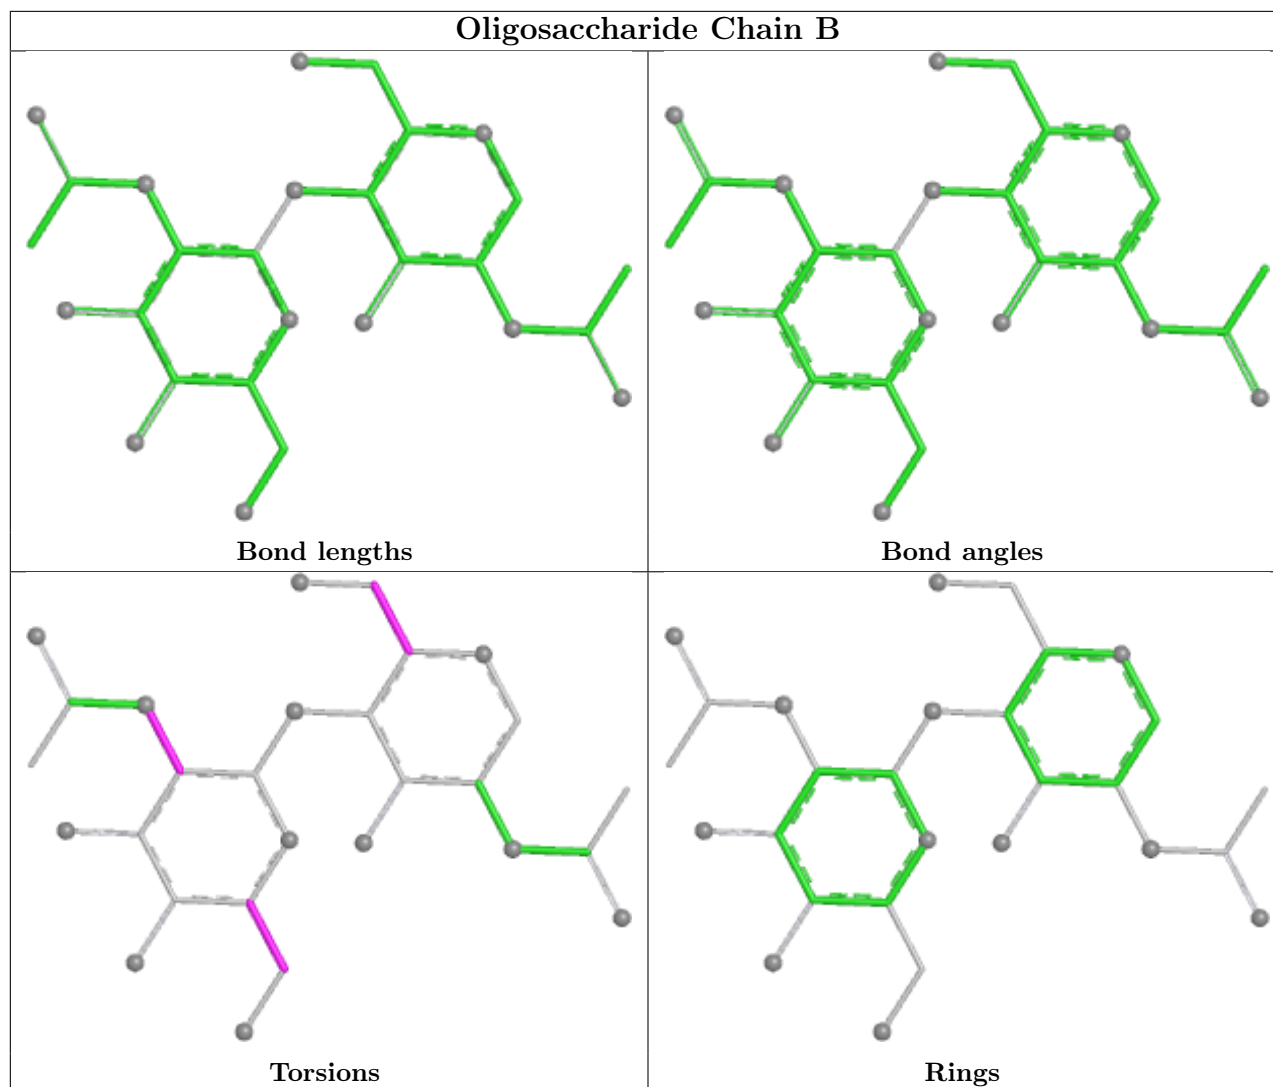 Oligosaccharide Chain B
Bond lengths
Bond angles
Torsions
Rings